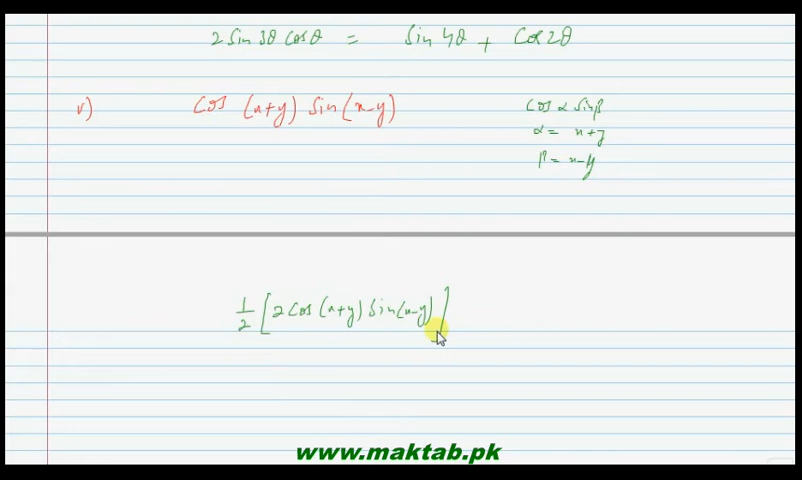 2 Sin 3θ Cosθ = Sin 4θ + Cos 2θ
v) Cos (x+y) Sin (x-y)
Cos α Sin β
α = x+y
β = x-y
1/2 [2 Cos (x+y) Sin (x-y)]
www.maktab.pk